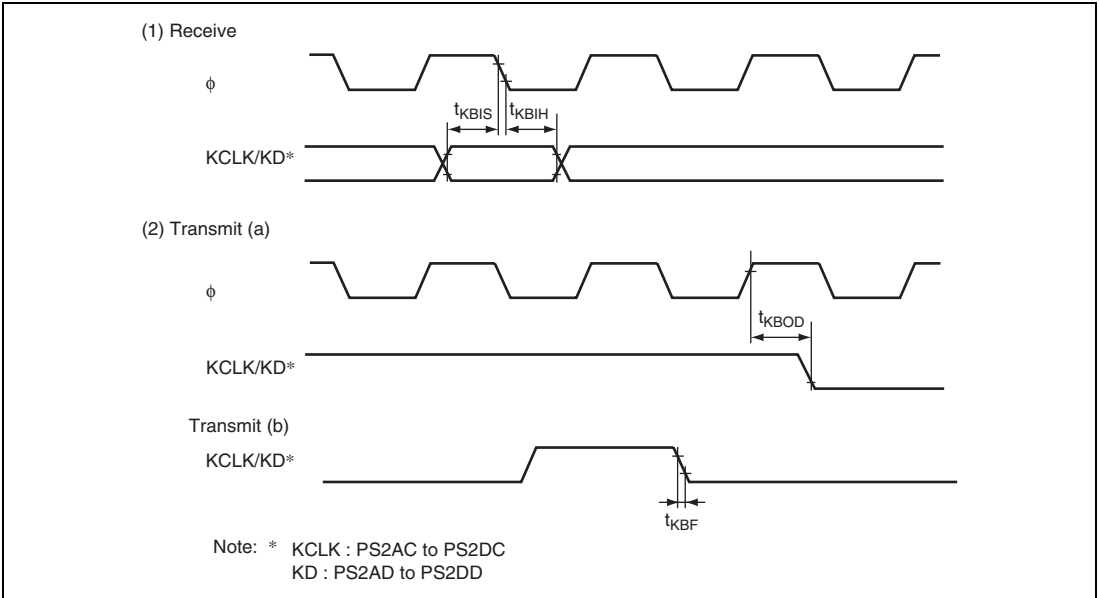 (1) Receive
ϕ
tKBIS
tKBIH
KCLK/KD*
(2) Transmit (a)
ϕ
tKBOD
KCLK/KD*
Transmit (b)
KCLK/KD*
tKBF
Note: * KCLK : PS2AC to PS2DC
KD : PS2AD to PS2DD